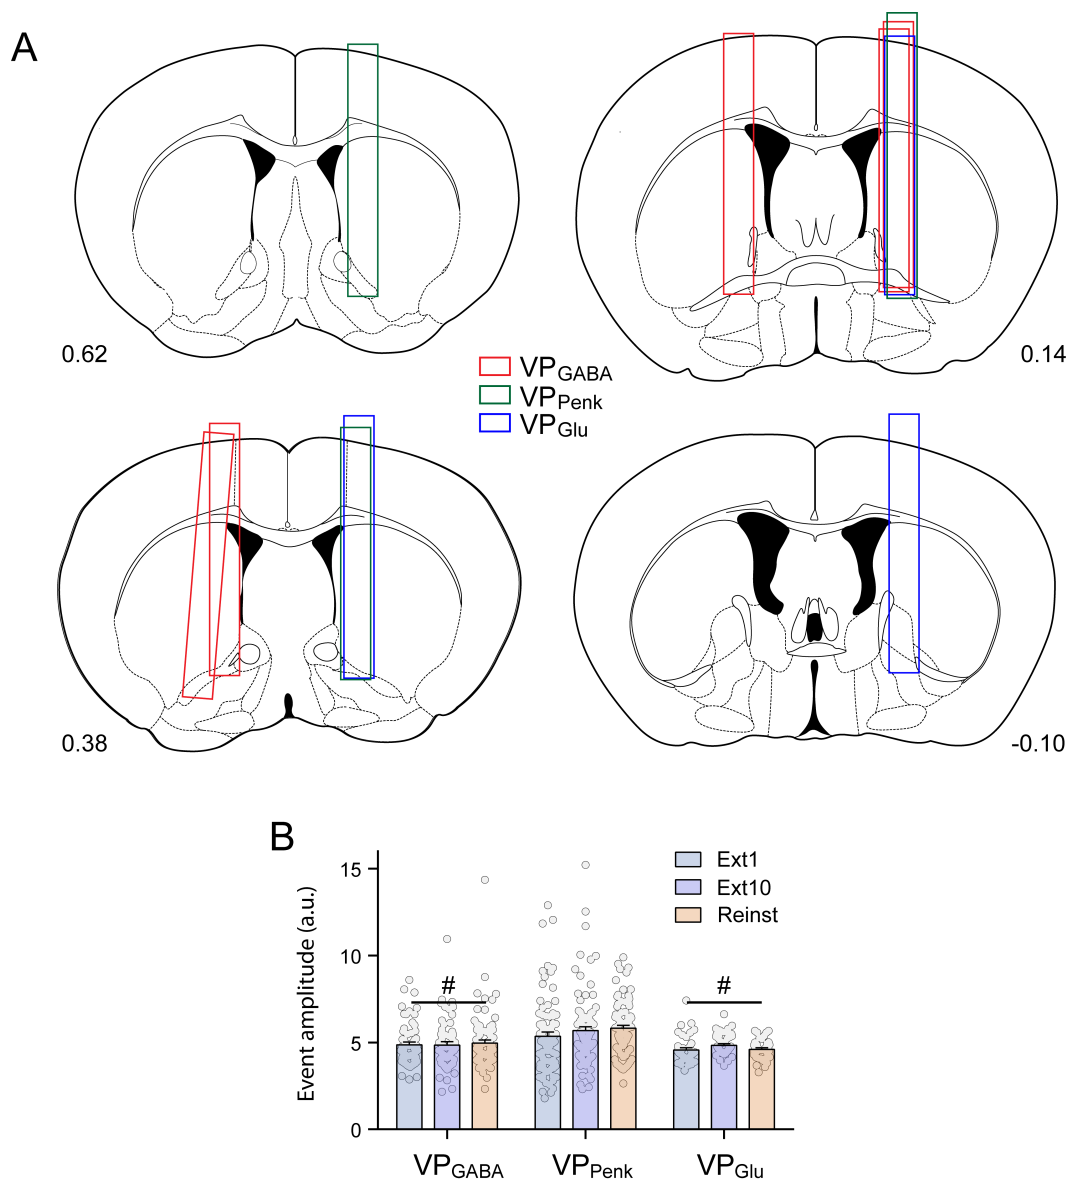 A
0.62
0.14
VPGABA
VPPenk
VPGlu
0.38
-0.10
B
Event amplitude (a.u.)
15
10
5
0
Ext1
Ext10
Reinst
#
#
VPGABA
VPPenk
VPGlu